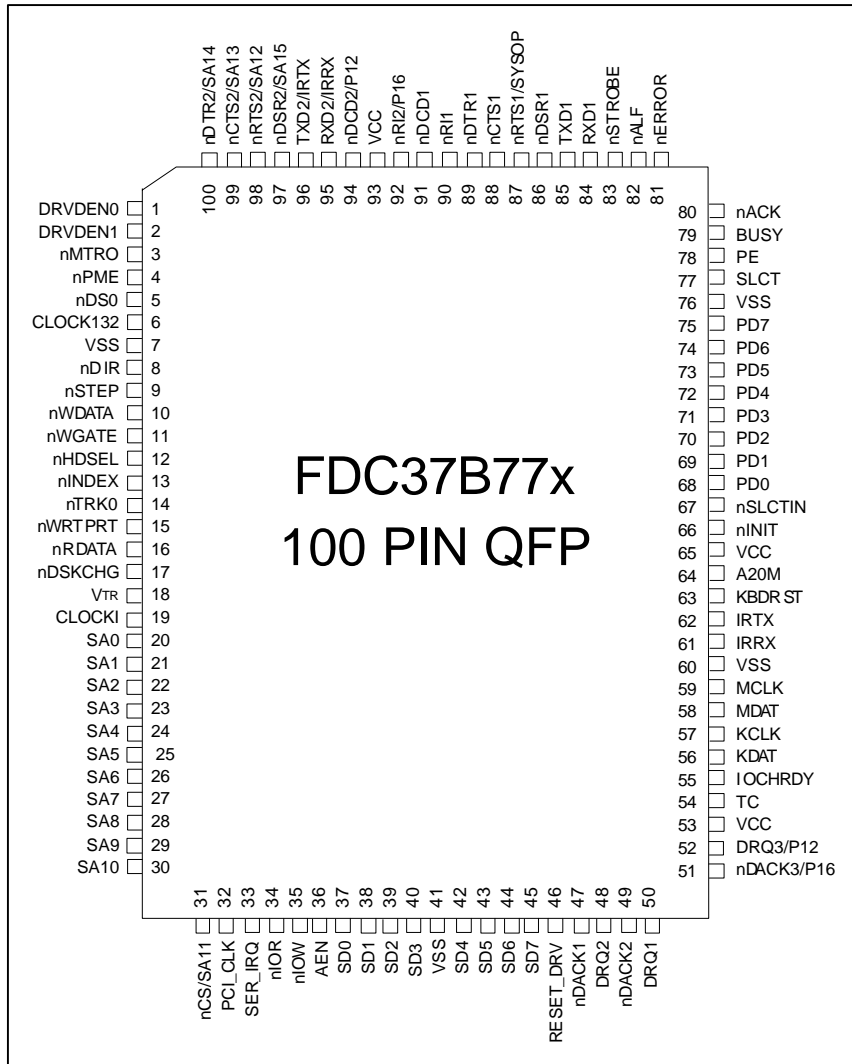 nDTR2/SA14
nCTS2/SA13
nRTS2/SA12
nDSR2/SA15
TXD2/IRTX
RXD2/IRRX
nDCD2/P12
VCC
nRI2/P16
nDCD1
nRI1
nDTR1
nCTS1
nRTS1/SYSOP
nDSR1
TXD1
RXD1
nSTROBE
nALF
nERROR
100 99 98 97 96 95 94 93 92 91 90 89 88 87 86 85 84 83 82 81
DRVDEN0 1
DRVDEN1 2
nMTRO 3
nPME 4
nDS0 5
CLOCK132 6
VSS 7
nDIR 8
nSTEP 9
nWDATA 10
nWGATE 11
nHDSEL 12
nINDEX 13
nTRK0 14
nWRTPRT 15
nRDATA 16
nDSKCHG 17
VTR 18
CLOCKI 19
SA0 20
SA1 21
SA2 22
SA3 23
SA4 24
SA5 25
SA6 26
SA7 27
SA8 28
SA9 29
SA10 30
FDC37B77x
100 PIN QFP
80 nACK
79 BUSY
78 PE
77 SLCT
76 VSS
75 PD7
74 PD6
73 PD5
72 PD4
71 PD3
70 PD2
69 PD1
68 PD0
67 nSLCTIN
66 nINIT
65 VCC
64 A20M
63 KBDRST
62 IRTX
61 IRRX
60 VSS
59 MCLK
58 MDAT
57 KCLK
56 KDAT
55 IOCHRDY
54 TC
53 VCC
52 DRQ3/P12
51 nDACK3/P16
31 32 33 34 35 36 37 38 39 40 41 42 43 44 45 46 47 48 49 50
nCS/SA11
PCI_CLK
SER_IRQ
nIOR
nIOW
AEN
SD0
SD1
SD2
SD3
VSS
SD4
SD5
SD6
SD7
RESET_DRV
nDACK1
DRQ2
nDACK2
DRQ1